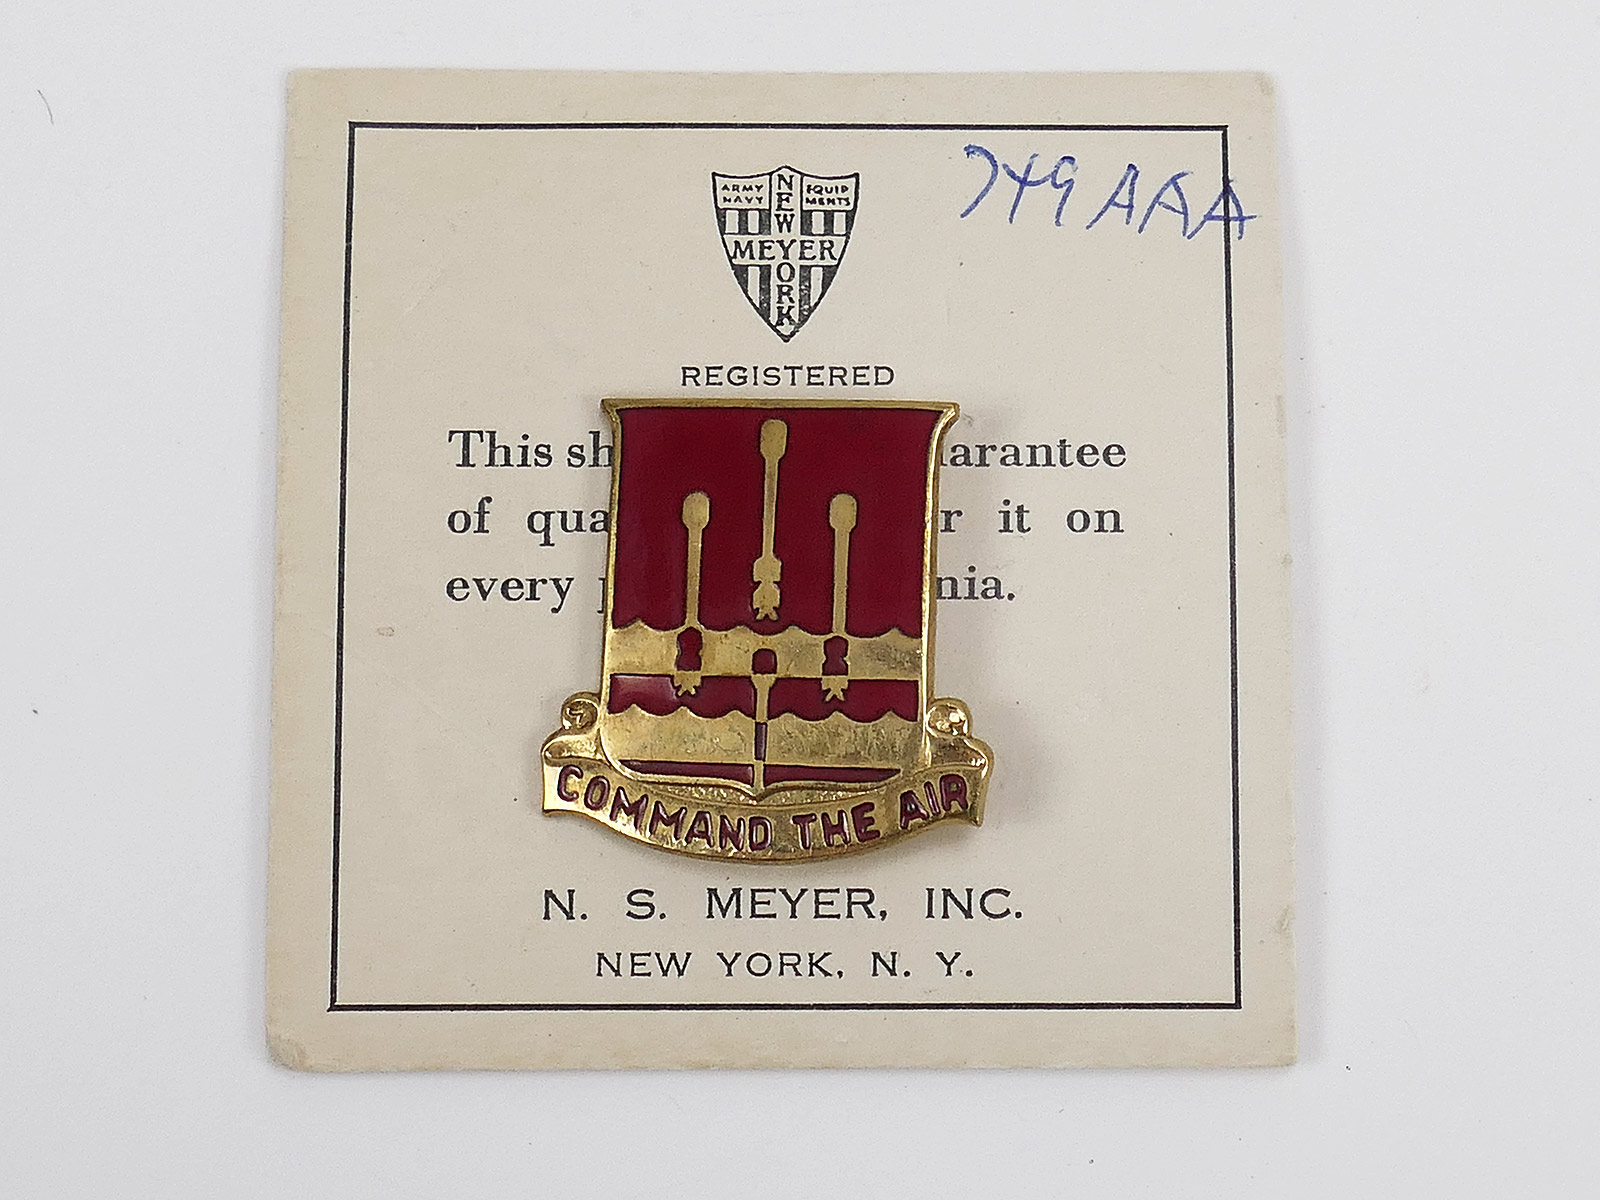 749 AAA
ARMY NAVY NEW YORK EQUIPMENTS
MEYER
REGISTERED
This sh arantee
of qua r it on
every nia.
COMMAND THE AIR
N. S. MEYER, INC.
NEW YORK, N. Y.